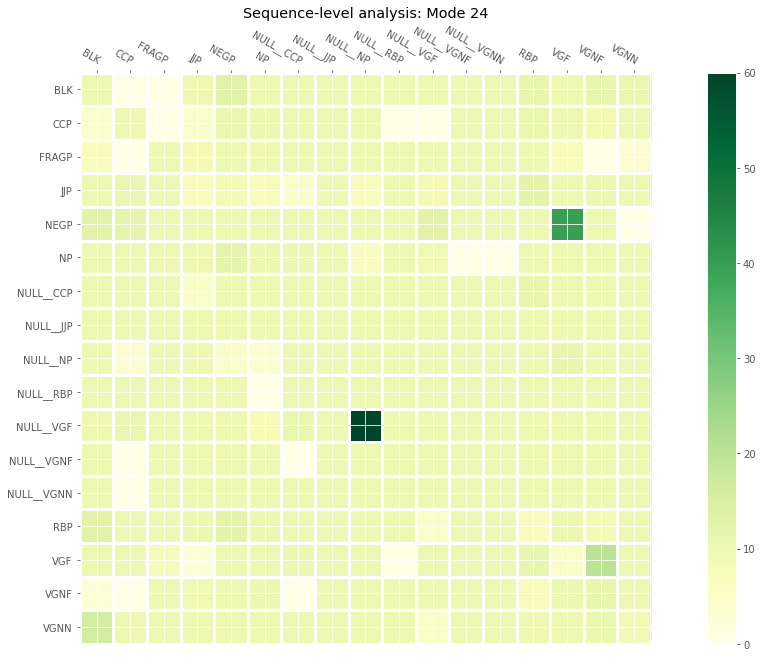 Sequence-level analysis: Mode 24
BLK
CCP
FRAGP
JJP
NEGP
NP
NULL__CCP
NULL__JJP
NULL__NP
NULL__RBP
NULL__VGF
NULL__VGNF
NULL__VGNN
RBP
VGF
VGNF
VGNN
BLK
CCP
FRAGP
JJP
NEGP
NP
NULL__CCP
NULL__JJP
NULL__NP
NULL__RBP
NULL__VGF
NULL__VGNF
NULL__VGNN
RBP
VGF
VGNF
VGNN
60
50
40
30
20
10
0